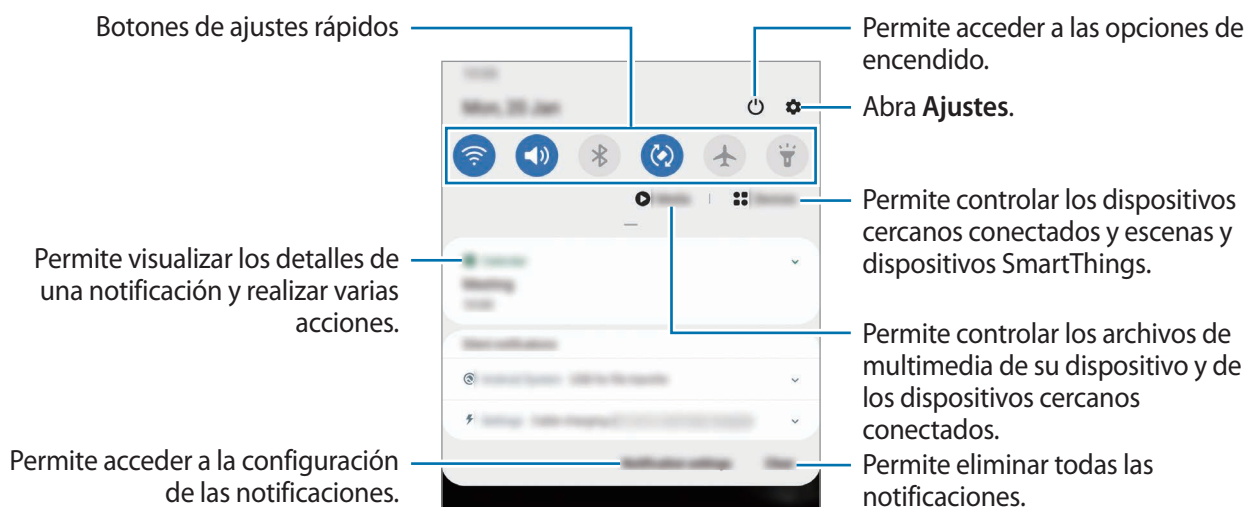 Botones de ajustes rápidos
Permite acceder a las opciones de
encendido.
Abra Ajustes.
Mon, 20 Jan
Permite controlar los dispositivos
cercanos conectados y escenas y
dispositivos SmartThings.
Permite visualizar los detalles de
una notificación y realizar varias
acciones.
Permite controlar los archivos de
multimedia de su dispositivo y de
los dispositivos cercanos
conectados.
Permite acceder a la configuración
de las notificaciones.
Permite eliminar todas las
notificaciones.